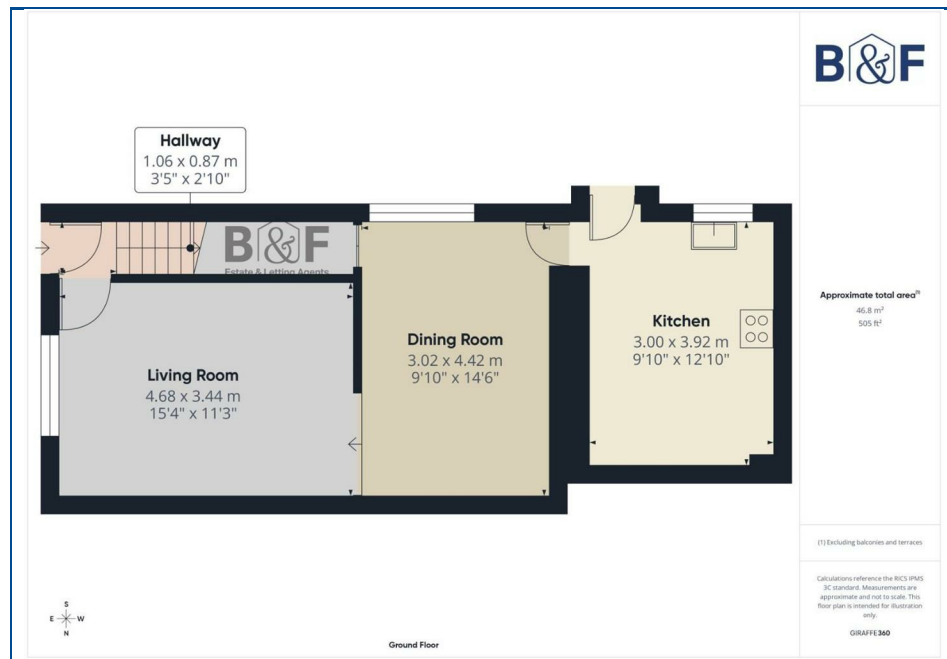 B&F
Hallway
1.06 x 0.87 m
3'5" x 2'10"
B&F
Estate & Letting Agents
Living Room
4.68 x 3.44 m
15'4" x 11'3"
Dining Room
3.02 x 4.42 m
9'10" x 14'6"
Kitchen
3.00 x 3.92 m
9'10" x 12'10"
Approximate total area(1)
46.8 m²
505 ft²
(1) Excluding balconies and terraces
Calculations reference the RICS IPMS
3C standard. Measurements are
approximate and not to scale. This
floor plan is intended for illustration
only.
GIRAFFE360
S
E W
N
Ground Floor